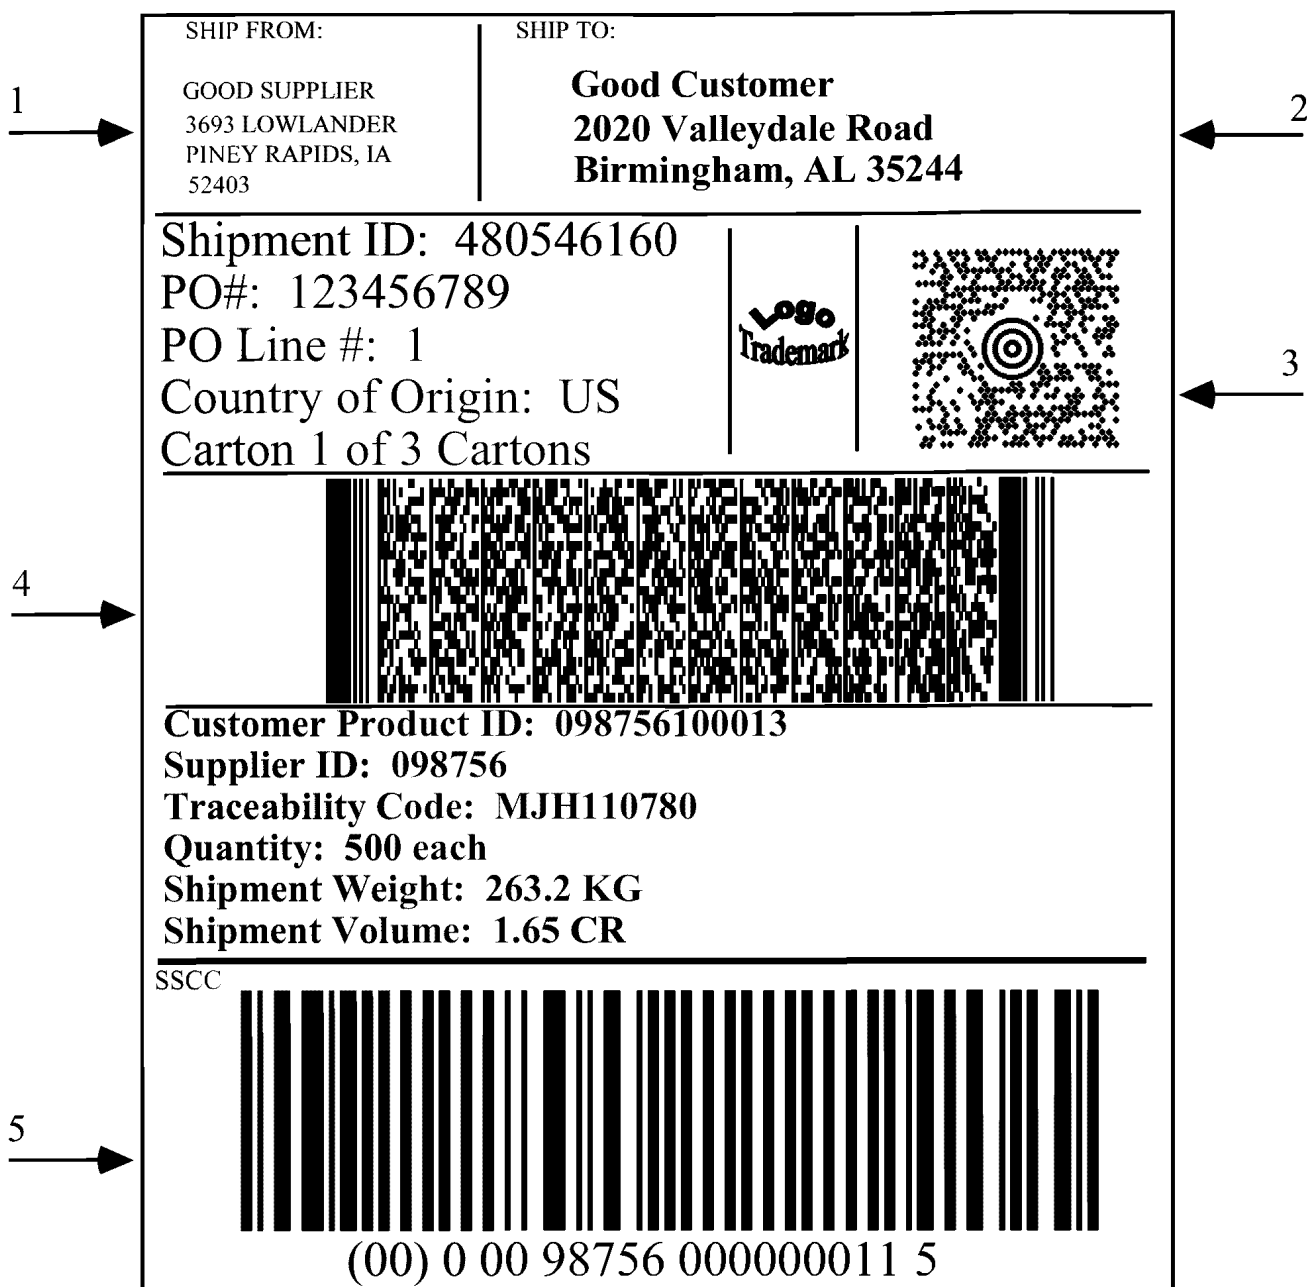 SHIP FROM:
GOOD SUPPLIER
3693 LOWLANDER
PINEY RAPIDS, IA
52403
SHIP TO:
Good Customer
2020 Valleydale Road
Birmingham, AL 35244
1
2
Shipment ID: 480546160
PO#: 123456789
PO Line #: 1
Country of Origin: US
Carton 1 of 3 Cartons
Logo
Trademark
3
4
Customer Product ID: 098756100013
Supplier ID: 098756
Traceability Code: MJH110780
Quantity: 500 each
Shipment Weight: 263.2 KG
Shipment Volume: 1.65 CR
SSCC
5
(00) 0 00 98756 000000011 5